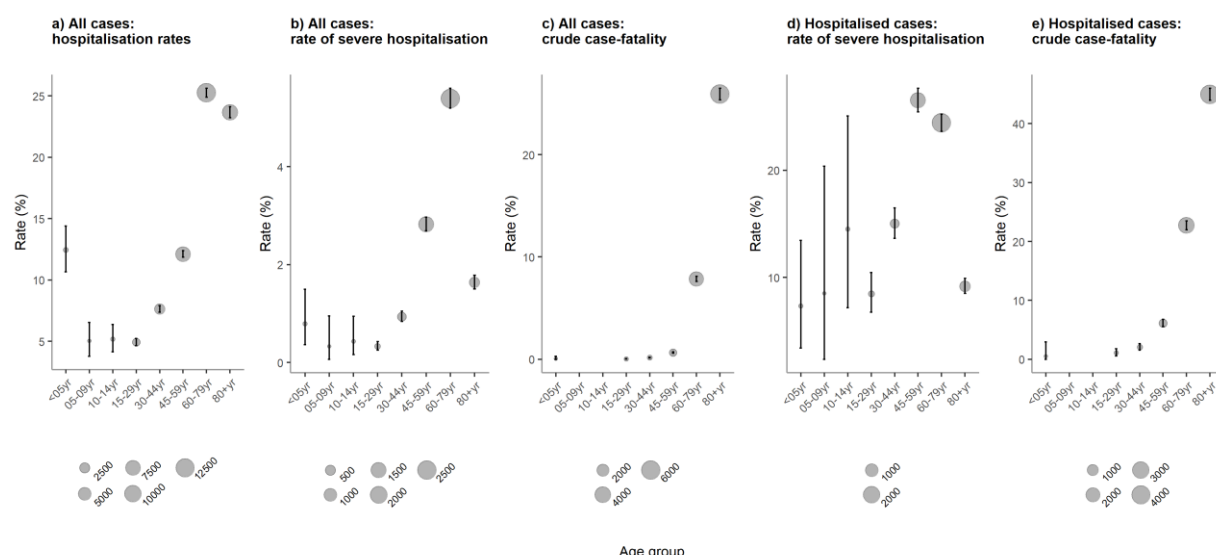 a) All cases:
hospitalisation rates
b) All cases:
rate of severe hospitalisation
c) All cases:
crude case-fatality
d) Hospitalised cases:
rate of severe hospitalisation
e) Hospitalised cases:
crude case-fatality
Rate (%)
25
20
15
10
5
<05yr
05-09yr
10-14yr
15-29yr
30-44yr
45-59yr
60-79yr
80+yr
Rate (%)
4
2
0
<05yr
05-09yr
10-14yr
15-29yr
30-44yr
45-59yr
60-79yr
80+yr
Rate (%)
20
10
0
<05yr
05-09yr
10-14yr
15-29yr
30-44yr
45-59yr
60-79yr
80+yr
Rate (%)
20
10
<05yr
05-09yr
10-14yr
15-29yr
30-44yr
45-59yr
60-79yr
80+yr
Rate (%)
40
30
20
10
0
<05yr
05-09yr
10-14yr
15-29yr
30-44yr
45-59yr
60-79yr
80+yr
2500 7500 12500
5000 10000
500 1500 2500
1000 2000
2000 6000
4000
1000
2000
1000 3000
2000 4000
Age group